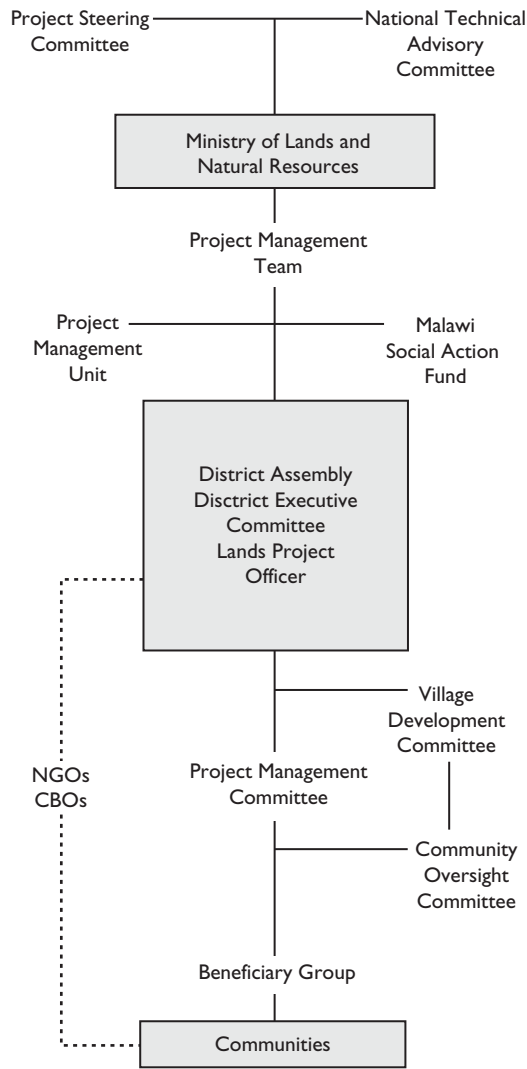 Project Steering
Committee
National Technical
Advisory
Committee
Ministry of Lands and
Natural Resources
Project Management
Team
Project
Management
Unit
Malawi
Social Action
Fund
District Assembly
Disctrict Executive
Committee
Lands Project
Officer
Village
Development
Committee
NGOs
CBOs
Project Management
Committee
Community
Oversight
Committee
Beneficiary Group
Communities